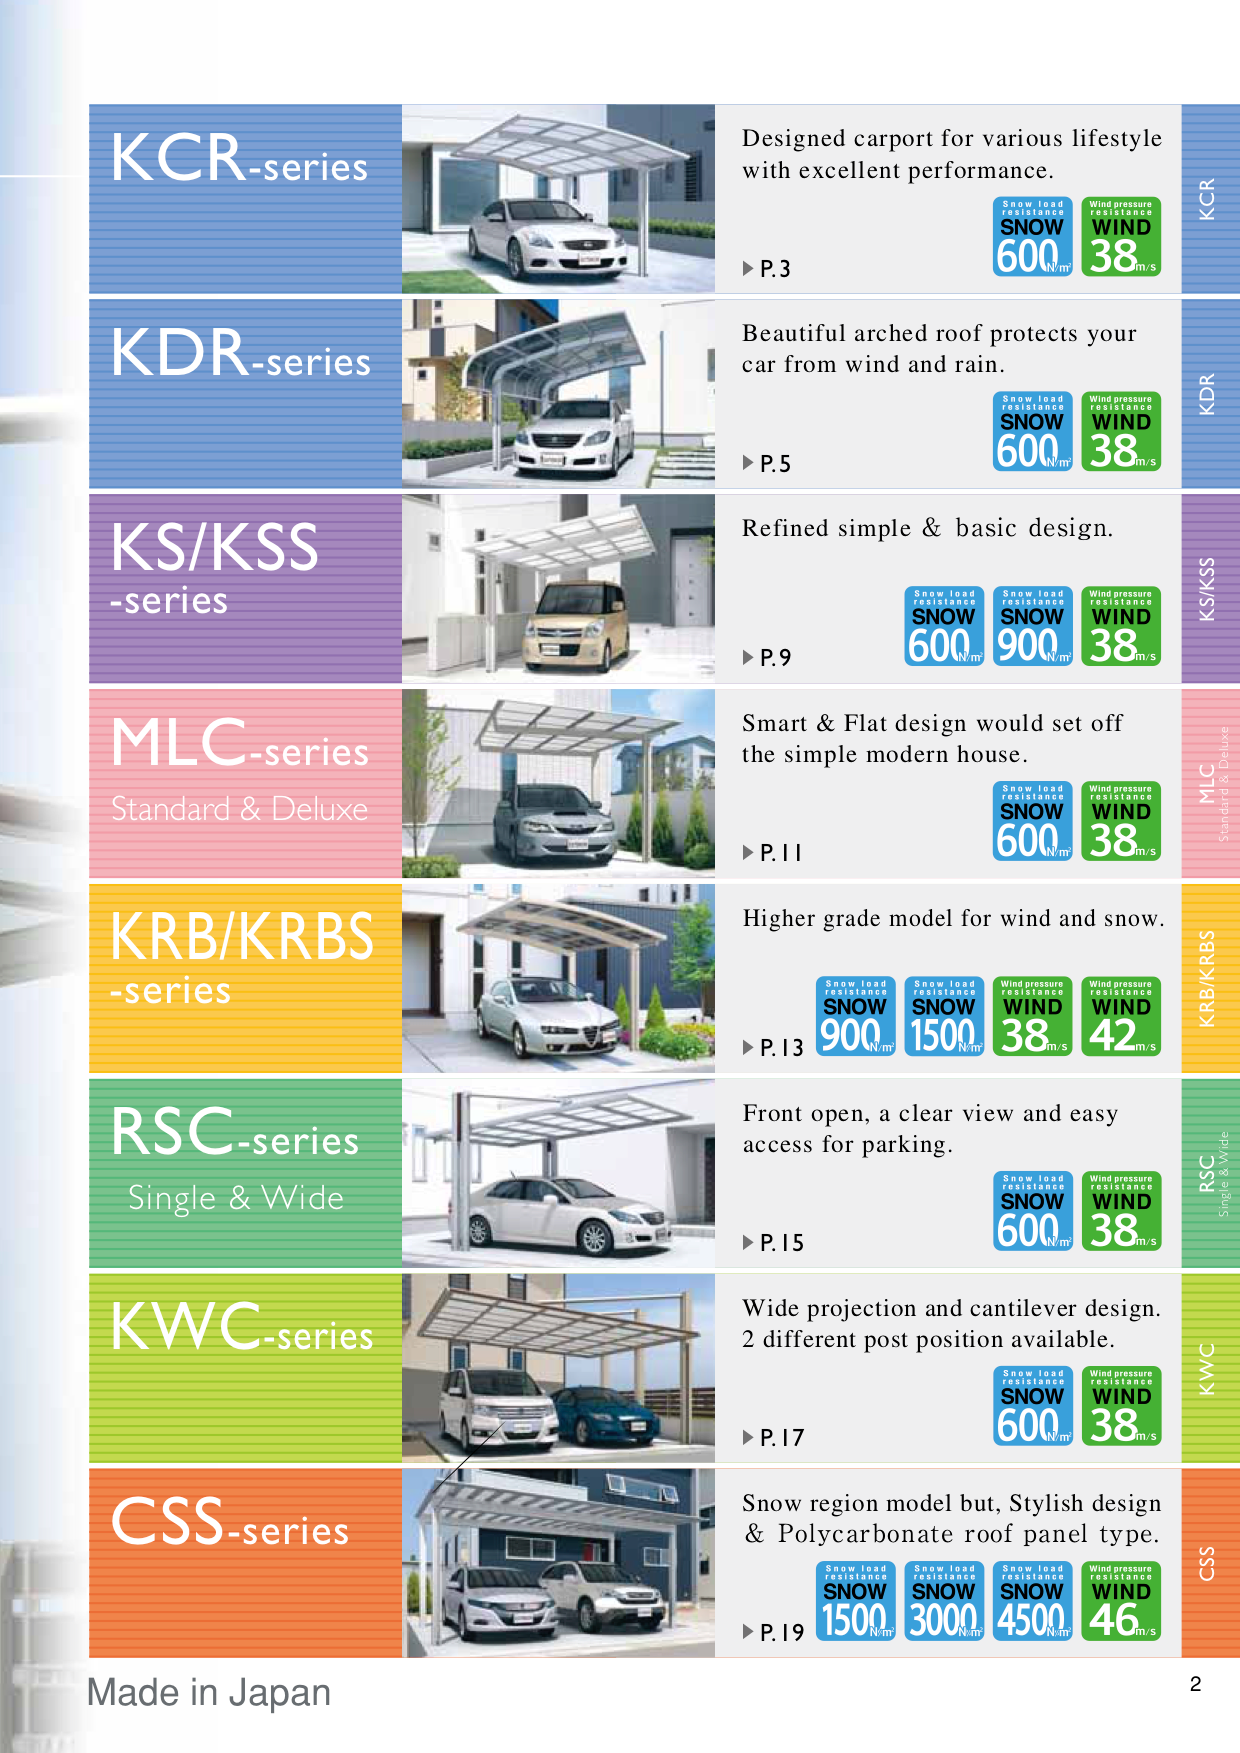 KCR-series
Designed carport for various lifestyle
with excellent performance.
Snow load
resistance
SNOW
600 N/m²
Wind pressure
resistance
WIND
38m/s
P.3
KCR
KDR-series
Beautiful arched roof protects your
car from wind and rain.
Snow load
resistance
SNOW
600 N/m²
Wind pressure
resistance
WIND
38m/s
P.5
KDR
KS/KSS
-series
Refined simple & basic design.
Snow load
resistance
SNOW
600 N/m²
Snow load
resistance
SNOW
900 N/m²
Wind pressure
resistance
WIND
38m/s
P.9
KS/KSS
MLC-series
Standard & Deluxe
Smart & Flat design would set off
the simple modern house.
Snow load
resistance
SNOW
600 N/m²
Wind pressure
resistance
WIND
38m/s
P.11
MLC
Standard & Deluxe
KRB/KRBS
-series
Higher grade model for wind and snow.
Snow load
resistance
SNOW
900 N/m²
Snow load
resistance
SNOW
1500 N/m²
Wind pressure
resistance
WIND
38m/s
Wind pressure
resistance
WIND
42m/s
P.13
KRB/KRBS
RSC-series
Single & Wide
Front open, a clear view and easy
access for parking.
Snow load
resistance
SNOW
600 N/m²
Wind pressure
resistance
WIND
38m/s
P.15
RSC
Single & Wide
KWC-series
Wide projection and cantilever design.
2 different post position available.
Snow load
resistance
SNOW
600 N/m²
Wind pressure
resistance
WIND
38m/s
P.17
KWC
CSS-series
Snow region model but, Stylish design
& Polycarbonate roof panel type.
Snow load
resistance
SNOW
1500 N/m²
Snow load
resistance
SNOW
3000 N/m²
Snow load
resistance
SNOW
4500 N/m²
Wind pressure
resistance
WIND
46m/s
P.19
CSS
Made in Japan
2